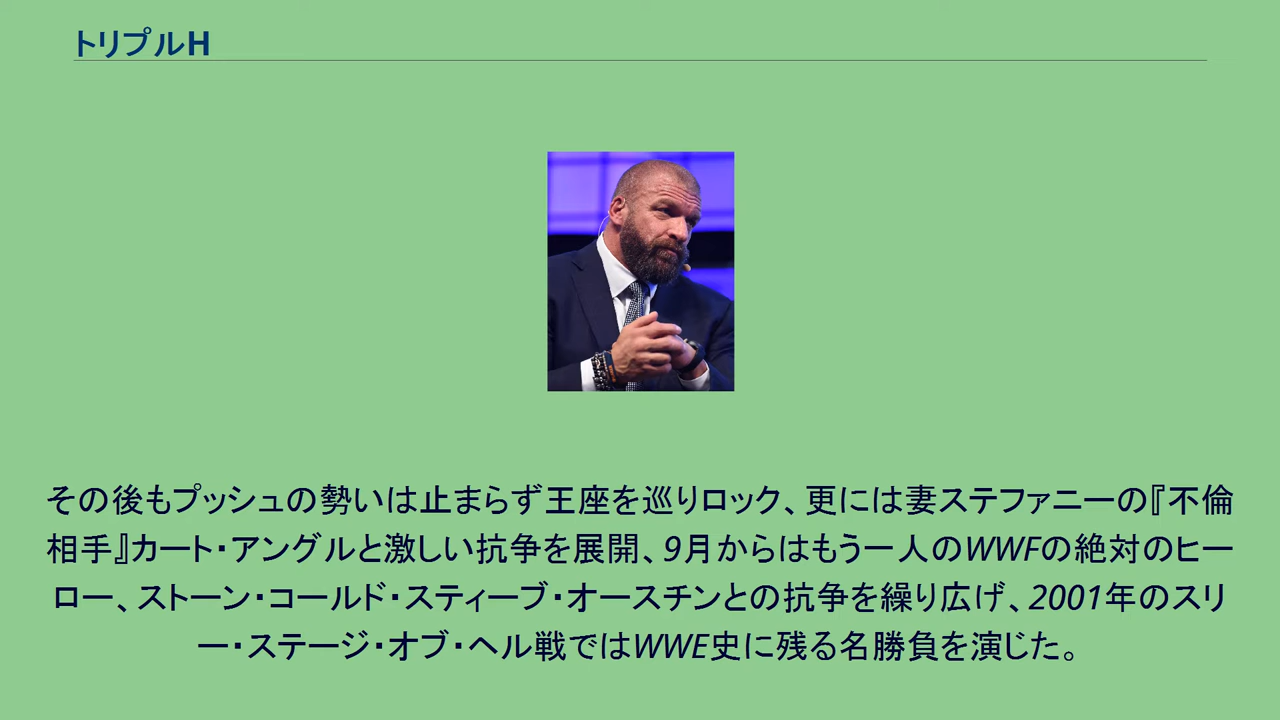 トリプルH
その後もプッシュの勢いは止まらず王座を巡りロック、更には妻ステファニーの『不倫
相手』カート・アングルと激しい抗争を展開、9月からはもう一人のWWFの絶対のヒー
ロー、ストーン・コールド・スティーブ・オースチンとの抗争を繰り広げ、2001年のスリ
ー・ステージ・オブ・ヘル戦ではWWE史に残る名勝負を演じた。